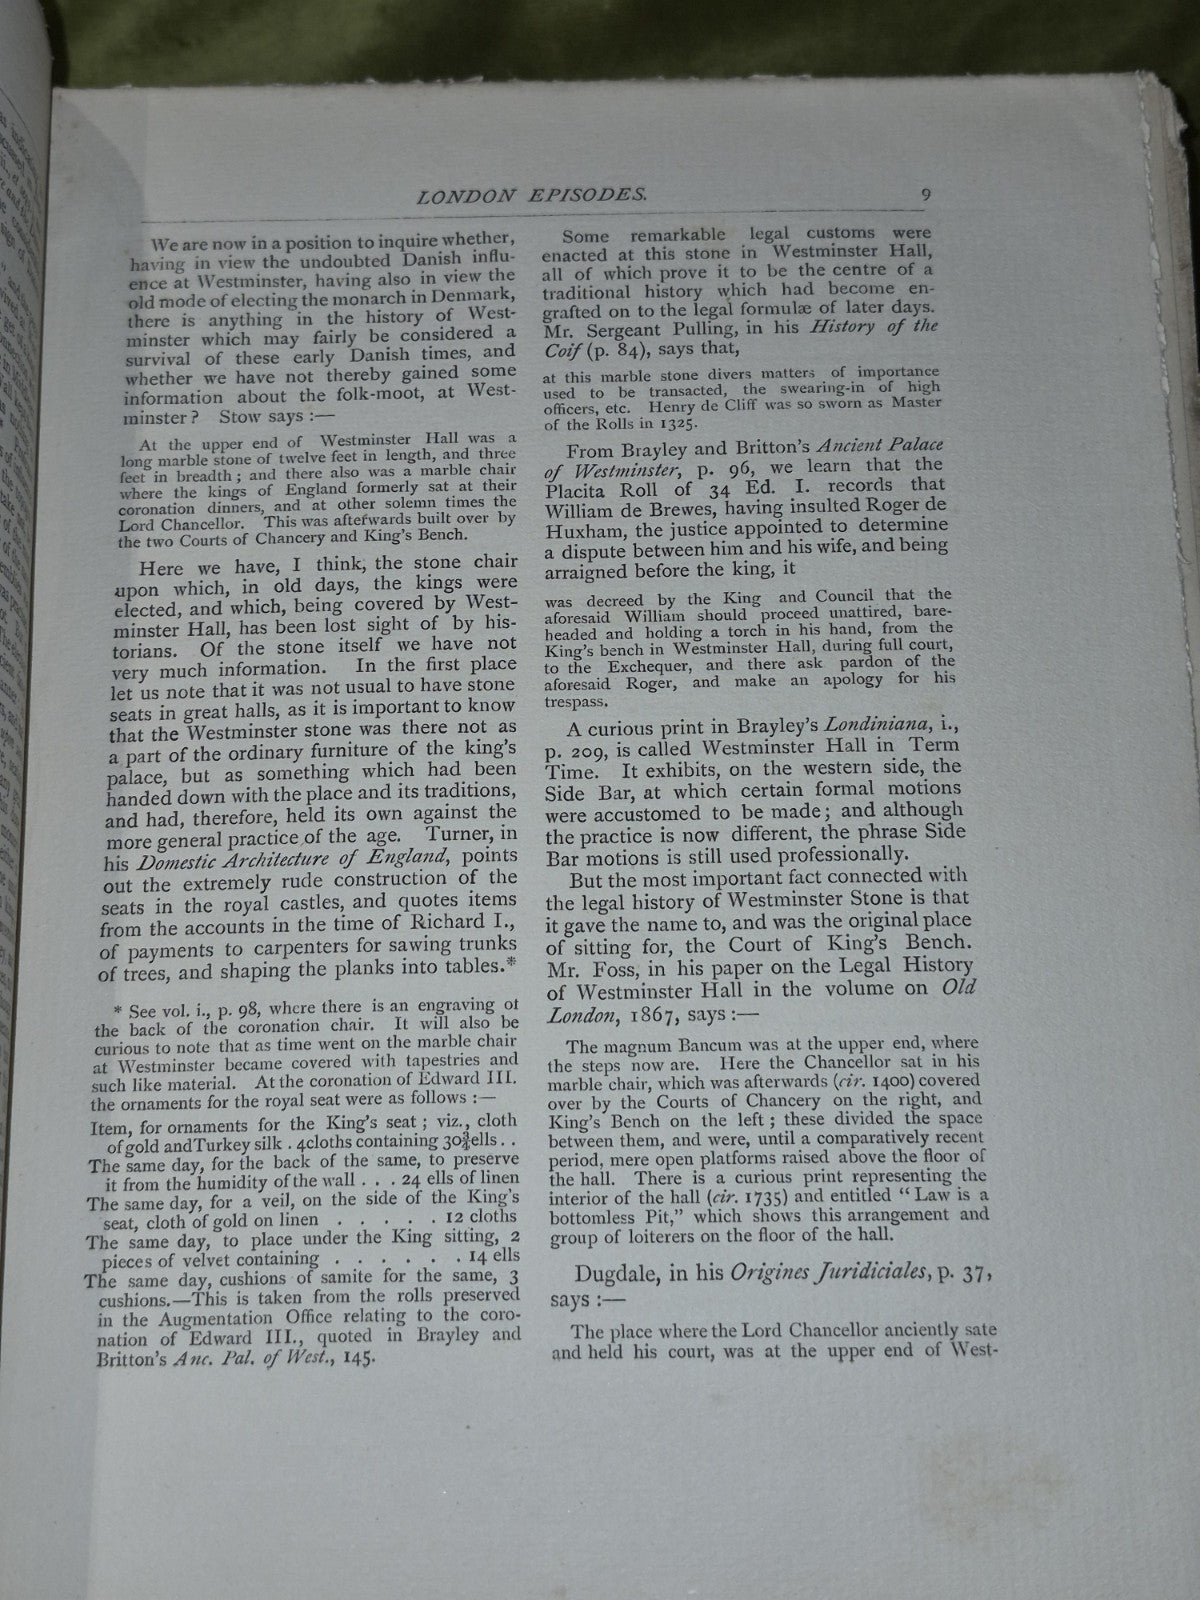 LONDON EPISODES.
9
We are now in a position to inquire whether,
having in view the undoubted Danish influ-
ence at Westminster, having also in view the
old mode of electing the monarch in Denmark,
there is anything in the history of West-
minster which may fairly be considered a
survival of these early Danish times, and
whether we have not thereby gained some
information about the folk-moot, at West-
minster? Stow says :—
At the upper end of Westminster Hall was a
long marble stone of twelve feet in length, and three
feet in breadth; and there also was a marble chair
where the kings of England formerly sat at their
coronation dinners, and at other solemn times the
Lord Chancellor. This was afterwards built over by
the two Courts of Chancery and King's Bench.
Here we have, I think, the stone chair
upon which, in old days, the kings were
elected, and which, being covered by West-
minster Hall, has been lost sight of by his-
torians. Of the stone itself we have not
very much information. In the first place
let us note that it was not usual to have stone
seats in great halls, as it is important to know
that the Westminster stone was there not as
a part of the ordinary furniture of the king's
palace, but as something which had been
handed down with the place and its traditions,
and had, therefore, held its own against the
more general practice of the age. Turner, in
his Domestic Architecture of England, points
out the extremely rude construction of the
seats in the royal castles, and quotes items
from the accounts in the time of Richard I.,
of payments to carpenters for sawing trunks
of trees, and shaping the planks into tables.*
* See vol. i., p. 98, where there is an engraving of
the back of the coronation chair. It will also be
curious to note that as time went on the marble chair
at Westminster became covered with tapestries and
such like material. At the coronation of Edward III.
the ornaments for the royal seat were as follows :—
Item, for ornaments for the King's seat; viz., cloth
of gold and Turkey silk . 4cloths containing 30¾ells . .
The same day, for the back of the same, to preserve
it from the humidity of the wall . . . 24 ells of linen
The same day, for a veil, on the side of the King's
seat, cloth of gold on linen . . . . . 12 cloths
The same day, to place under the King sitting, 2
pieces of velvet containing . . . . . . 14 ells
The same day, cushions of samite for the same, 3
cushions.—This is taken from the rolls preserved
in the Augmentation Office relating to the coro-
nation of Edward III., quoted in Brayley and
Britton's Anc. Pal. of West., 145.
Some remarkable legal customs were
enacted at this stone in Westminster Hall,
all of which prove it to be the centre of a
traditional history which had become en-
grafted on to the legal formulæ of later days.
Mr. Sergeant Pulling, in his History of the
Coif (p. 84), says that,
at this marble stone divers matters of importance
used to be transacted, the swearing-in of high
officers, etc. Henry de Cliff was so sworn as Master
of the Rolls in 1325.
From Brayley and Britton's Ancient Palace
of Westminster, p. 96, we learn that the
Placita Roll of 34 Ed. I. records that
William de Brewes, having insulted Roger de
Huxham, the justice appointed to determine
a dispute between him and his wife, and being
arraigned before the king, it
was decreed by the King and Council that the
aforesaid William should proceed unattired, bare-
headed and holding a torch in his hand, from the
King's bench in Westminster Hall, during full court,
to the Exchequer, and there ask pardon of the
aforesaid Roger, and make an apology for his
trespass.
A curious print in Brayley's Londiniana, i.,
p. 209, is called Westminster Hall in Term
Time. It exhibits, on the western side, the
Side Bar, at which certain formal motions
were accustomed to be made; and although
the practice is now different, the phrase Side
Bar motions is still used professionally.
But the most important fact connected with
the legal history of Westminster Stone is that
it gave the name to, and was the original place
of sitting for, the Court of King's Bench.
Mr. Foss, in his paper on the Legal History
of Westminster Hall in the volume on Old
London, 1867, says :—
The magnum Bancum was at the upper end, where
the steps now are. Here the Chancellor sat in his
marble chair, which was afterwards (cir. 1400) covered
over by the Courts of Chancery on the right, and
King's Bench on the left; these divided the space
between them, and were, until a comparatively recent
period, mere open platforms raised above the floor of
the hall. There is a curious print representing the
interior of the hall (cir. 1735) and entitled "Law is a
bottomless Pit," which shows this arrangement and
group of loiterers on the floor of the hall.
Dugdale, in his Origines Juridiciales, p. 37,
says :—
The place where the Lord Chancellor anciently sate
and held his court, was at the upper end of West-